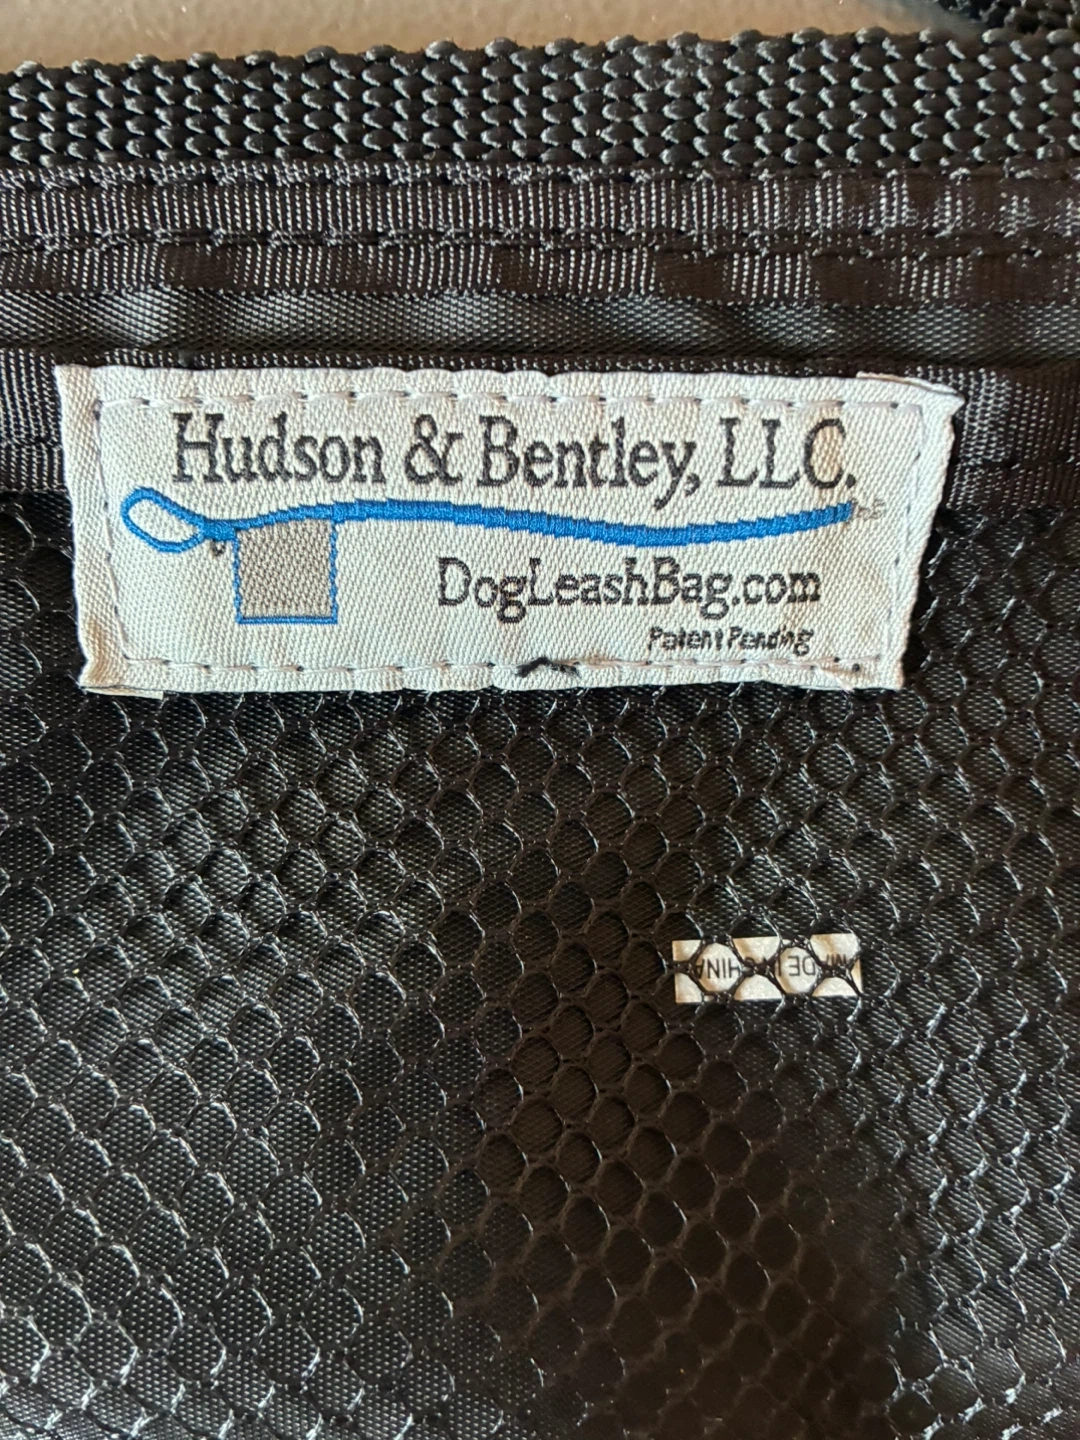 Hudson & Bentley, LLC.
DogLeashBag.com
Patent Pending
MADE IN CHINA